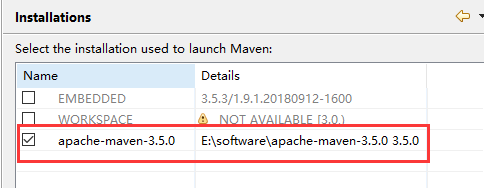 Installations
Select the installation used to launch Maven:
Name Details
EMBEDDED 3.5.3/1.9.1.20180912-1600
WORKSPACE NOT AVAILABLE [3.0,)
apache-maven-3.5.0 E:\software\apache-maven-3.5.0 3.5.0